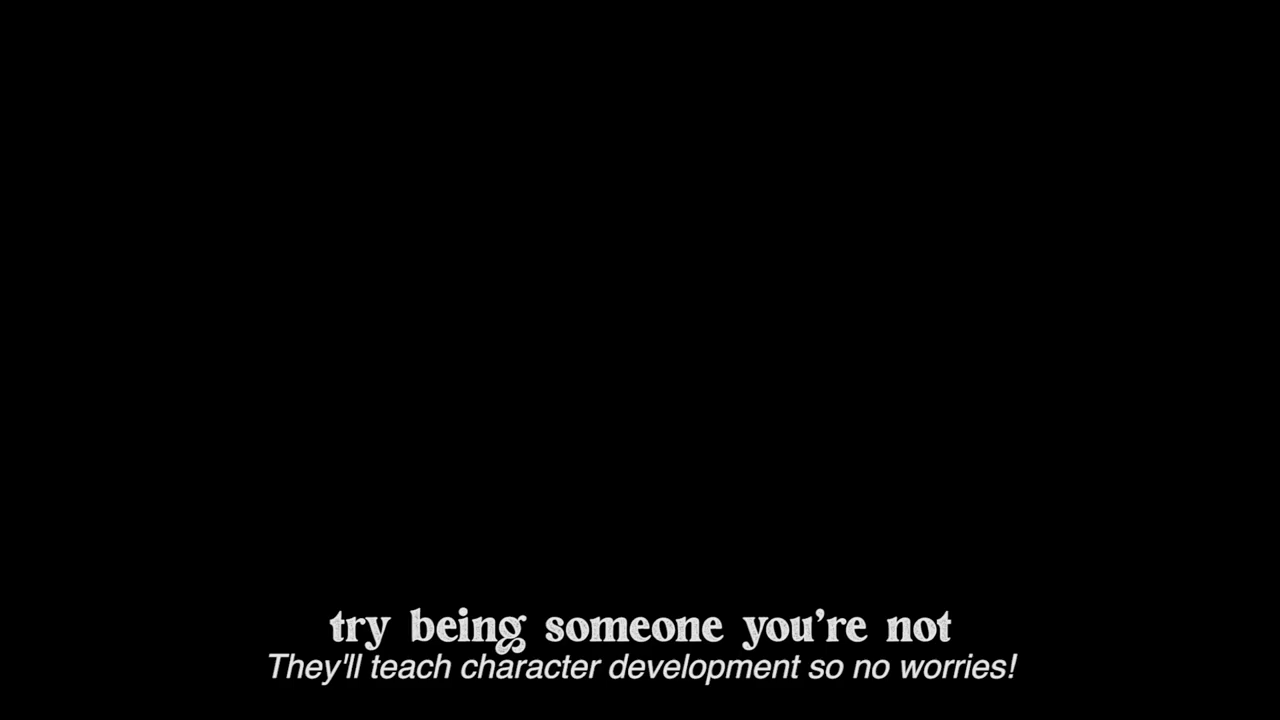 try being someone you’re not
They'll teach character development so no worries!